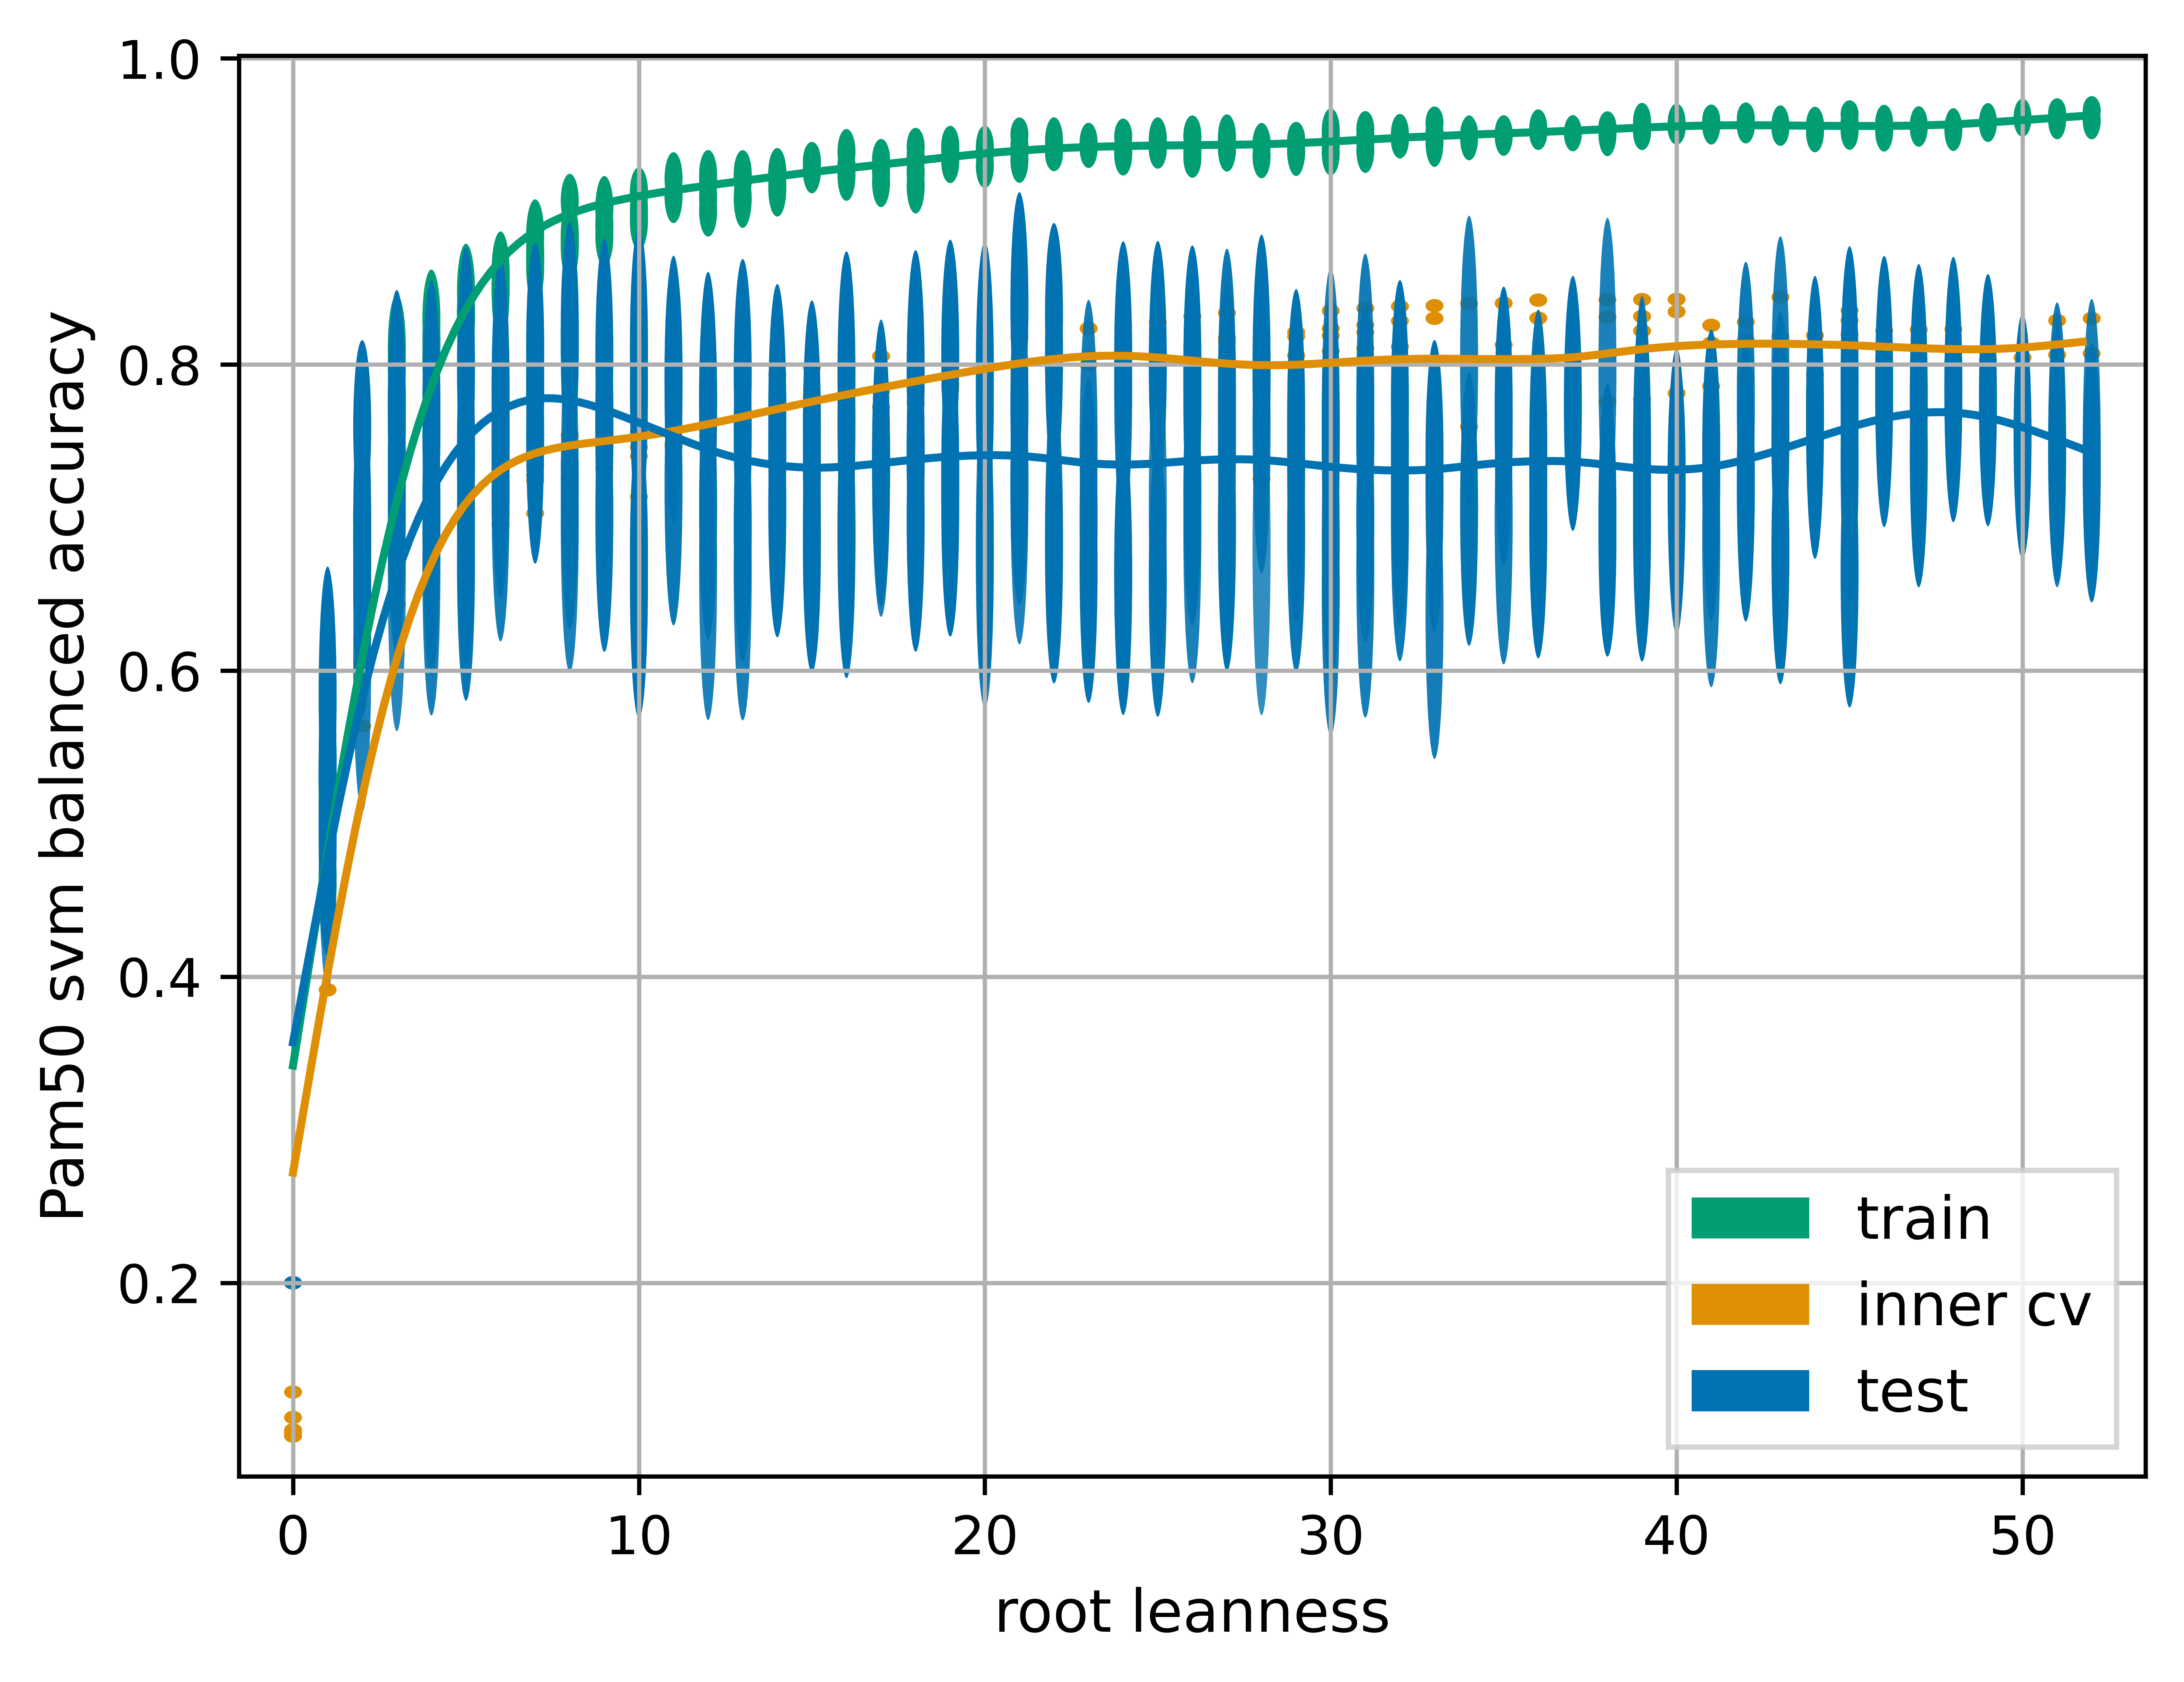 Pam50 svm balanced accuracy
1.0
0.8
0.6
0.4
0.2
0 10 20 30 40 50
root leanness
train
inner cv
test